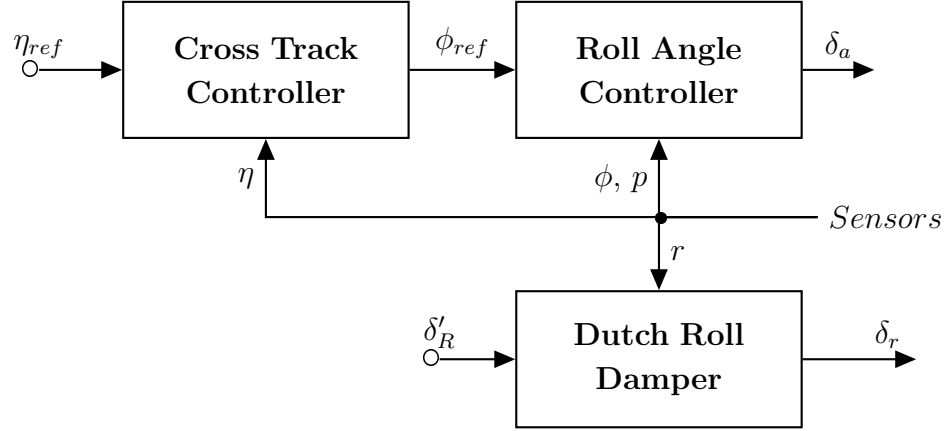 η_ref
Cross Track
Controller
ϕ_ref
Roll Angle
Controller
δ_a
η
ϕ, p
Sensors
r
δ′_R
Dutch Roll
Damper
δ_r